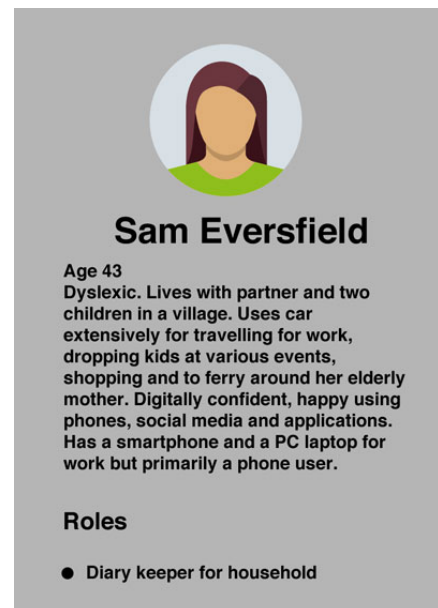 Sam Eversfield
Age 43
Dyslexic. Lives with partner and two
children in a village. Uses car
extensively for travelling for work,
dropping kids at various events,
shopping and to ferry around her elderly
mother. Digitally confident, happy using
phones, social media and applications.
Has a smartphone and a PC laptop for
work but primarily a phone user.
Roles
● Diary keeper for household